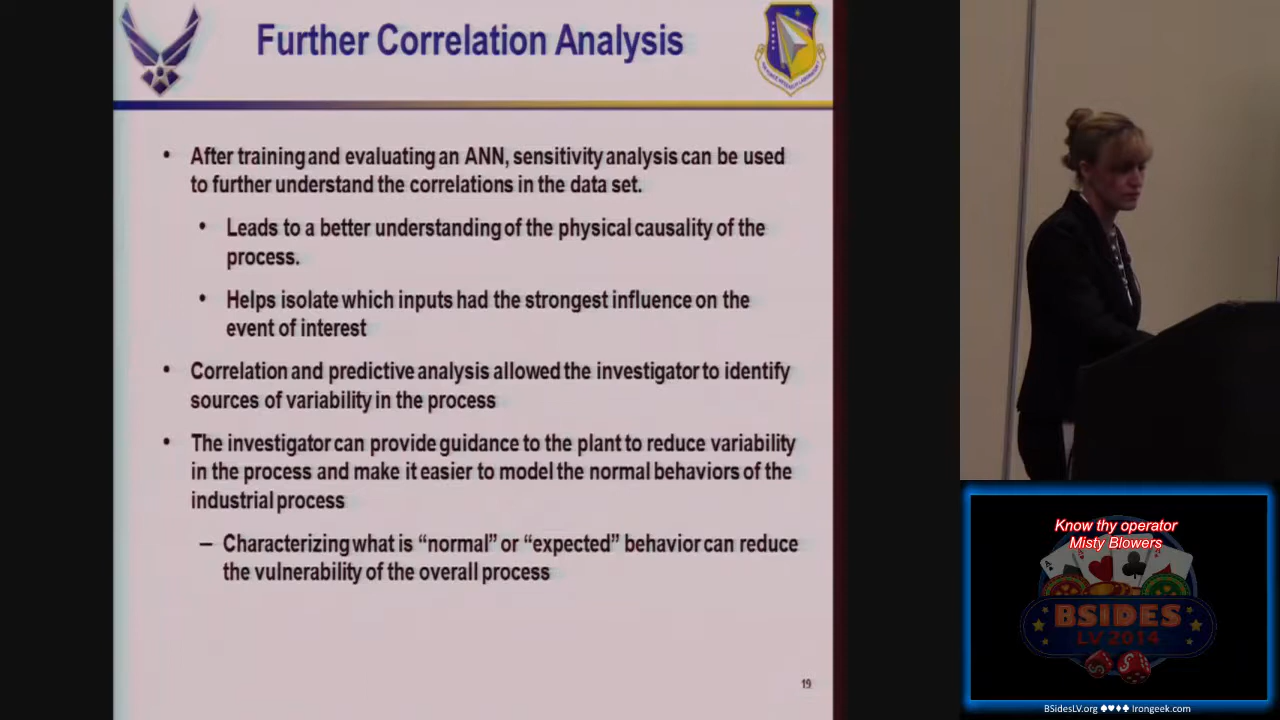 Further Correlation Analysis
• After training and evaluating an ANN, sensitivity analysis can be used
to further understand the correlations in the data set.
• Leads to a better understanding of the physical causality of the
process.
• Helps isolate which inputs had the strongest influence on the
event of interest
• Correlation and predictive analysis allowed the investigator to identify
sources of variability in the process
• The investigator can provide guidance to the plant to reduce variability
in the process and make it easier to model the normal behaviors of the
industrial process
– Characterizing what is “normal” or “expected” behavior can reduce
the vulnerability of the overall process
19
Know thy operator
Misty Blowers
BSIDES
LV 2014
BSidesLV.org ♠♥♦♣ Irongeek.com